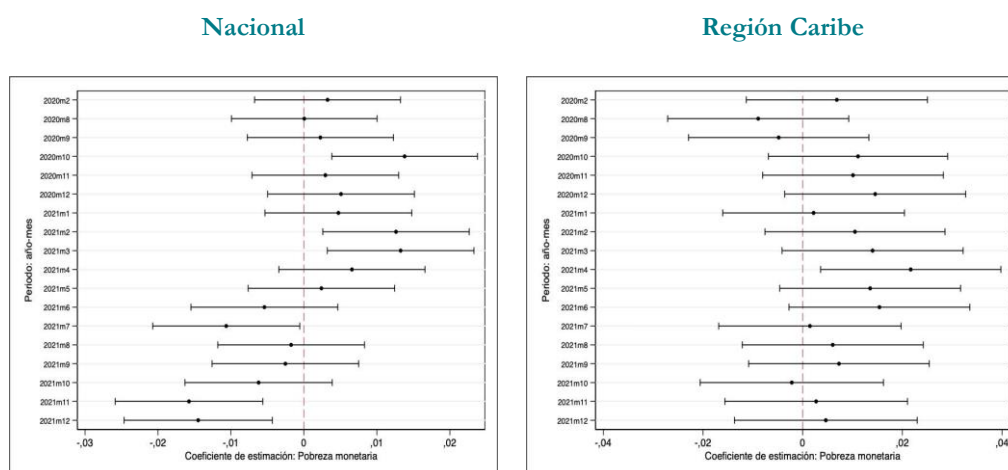 Nacional
Región Caribe
Periodo: año-mes
2020m2
2020m8
2020m9
2020m10
2020m11
2020m12
2021m1
2021m2
2021m3
2021m4
2021m5
2021m6
2021m7
2021m8
2021m9
2021m10
2021m11
2021m12
-,03 -,02 -,01 0 ,01 ,02
Coeficiente de estimación: Pobreza monetaria
Periodo: año-mes
2020m2
2020m8
2020m9
2020m10
2020m11
2020m12
2021m1
2021m2
2021m3
2021m4
2021m5
2021m6
2021m7
2021m8
2021m9
2021m10
2021m11
2021m12
-,04 -,02 0 ,02 ,04
Coeficiente de estimación: Pobreza monetaria